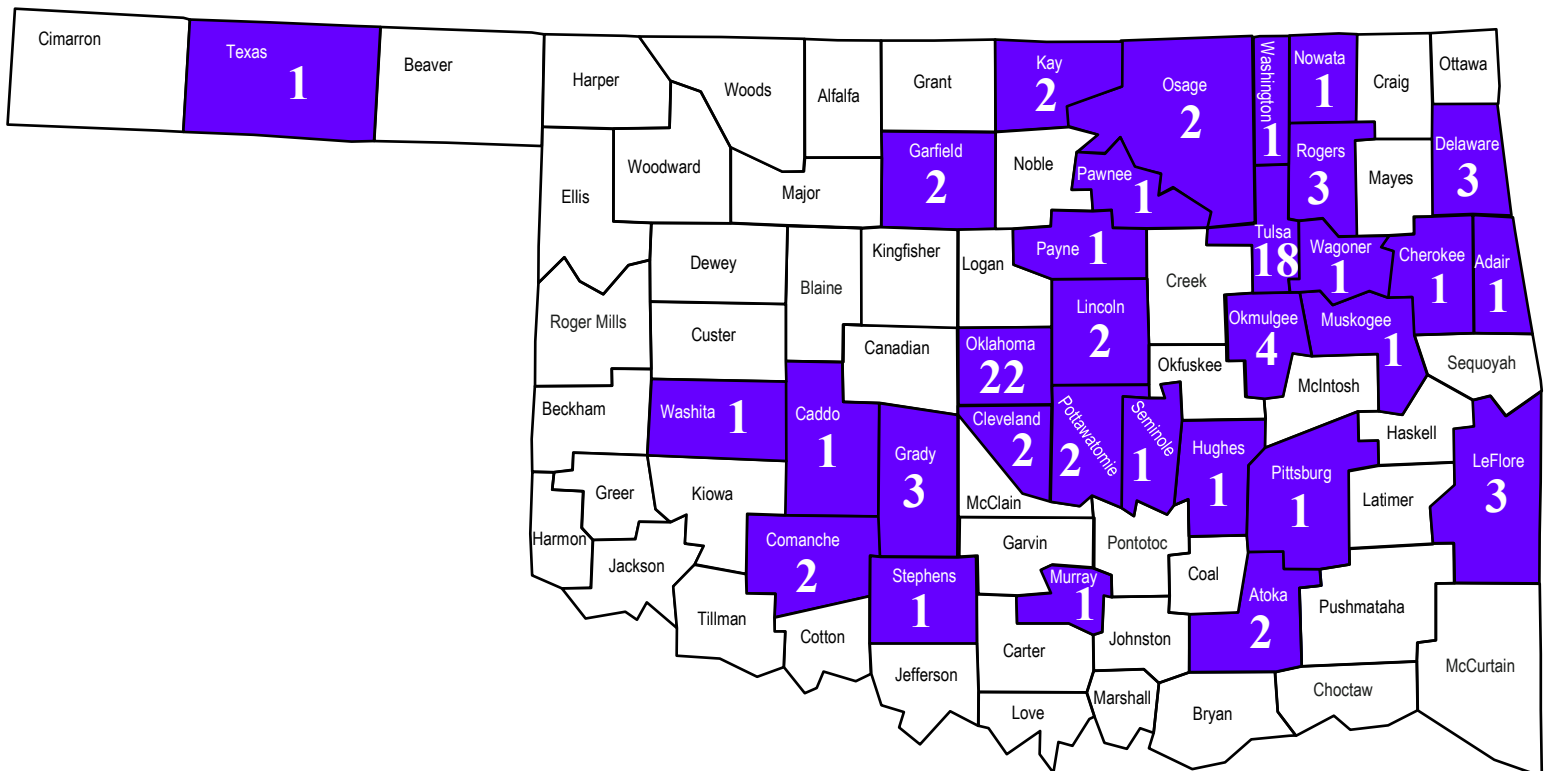 Cimarron
Texas
1
Beaver
Harper
Woods
Alfalfa
Grant
Kay
2
Osage
2
Washington
1
Nowata
1
Craig
Ottawa
Woodward
Ellis
Major
Garfield
2
Noble
Pawnee
1
Rogers
3
Mayes
Delaware
3
Dewey
Blaine
Kingfisher
Logan
Payne
1
Creek
Tulsa
18
Wagoner
1
Cherokee
1
Adair
1
Roger Mills
Custer
Canadian
Oklahoma
22
Lincoln
2
Okfuskee
Okmulgee
4
Muskogee
1
McIntosh
Sequoyah
Beckham
Washita
1
Caddo
1
Grady
3
Cleveland
2
McClain
Pottawatomie
2
Seminole
1
Hughes
1
Pittsburg
1
Haskell
Latimer
LeFlore
3
Harmon
Greer
Kiowa
Jackson
Comanche
2
Stephens
1
Garvin
Murray
1
Pontotoc
Coal
Atoka
2
Pushmataha
Tillman
Cotton
Jefferson
Carter
Johnston
Love
Marshall
Bryan
Choctaw
McCurtain